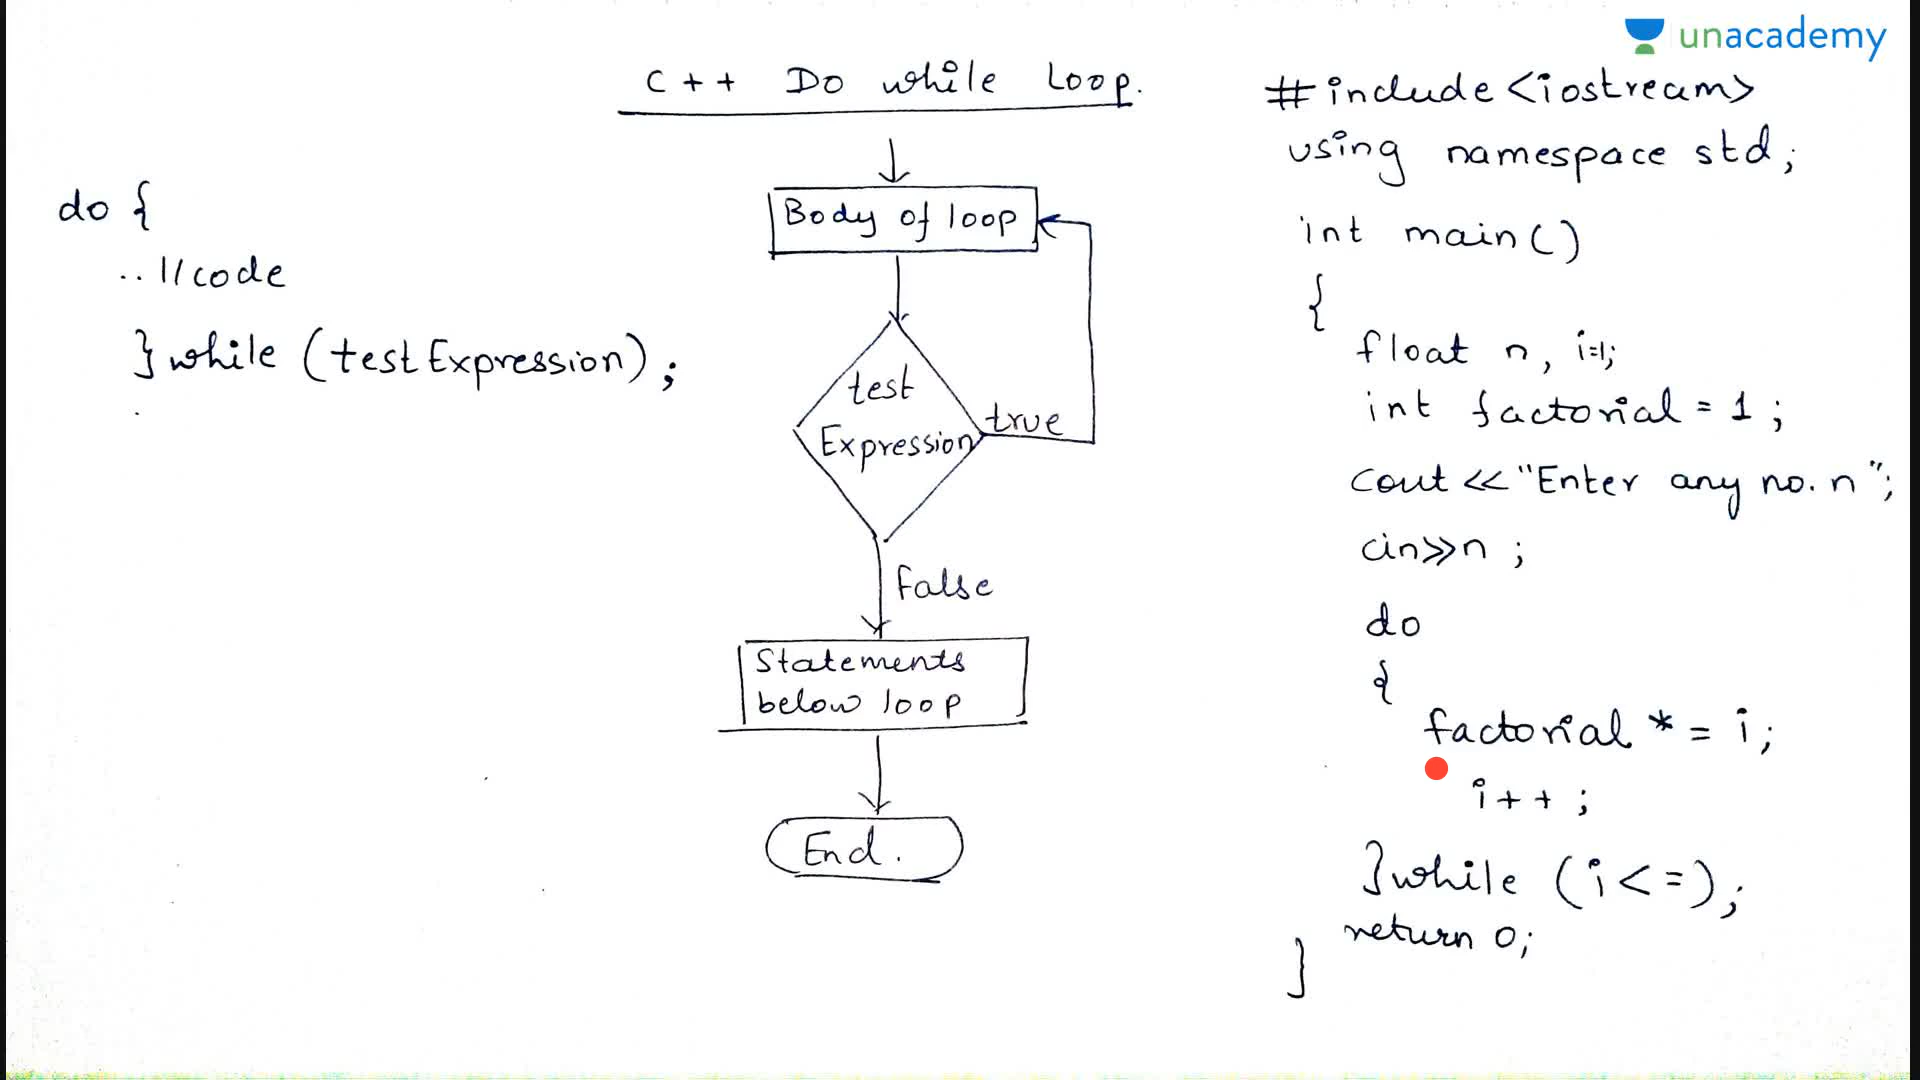 unacademy
C++ Do while Loop.
do {
..//code
} while (testExpression);
Body of loop
test
Expression
true
False
Statements
below loop
End.
#include <iostream>
using namespace std;
int main()
{
float n, i=1;
int factorial = 1;
cout << "Enter any no. n";
cin>>n;
do
{
factorial *= i;
i++;
}while (i<=);
return 0;
}